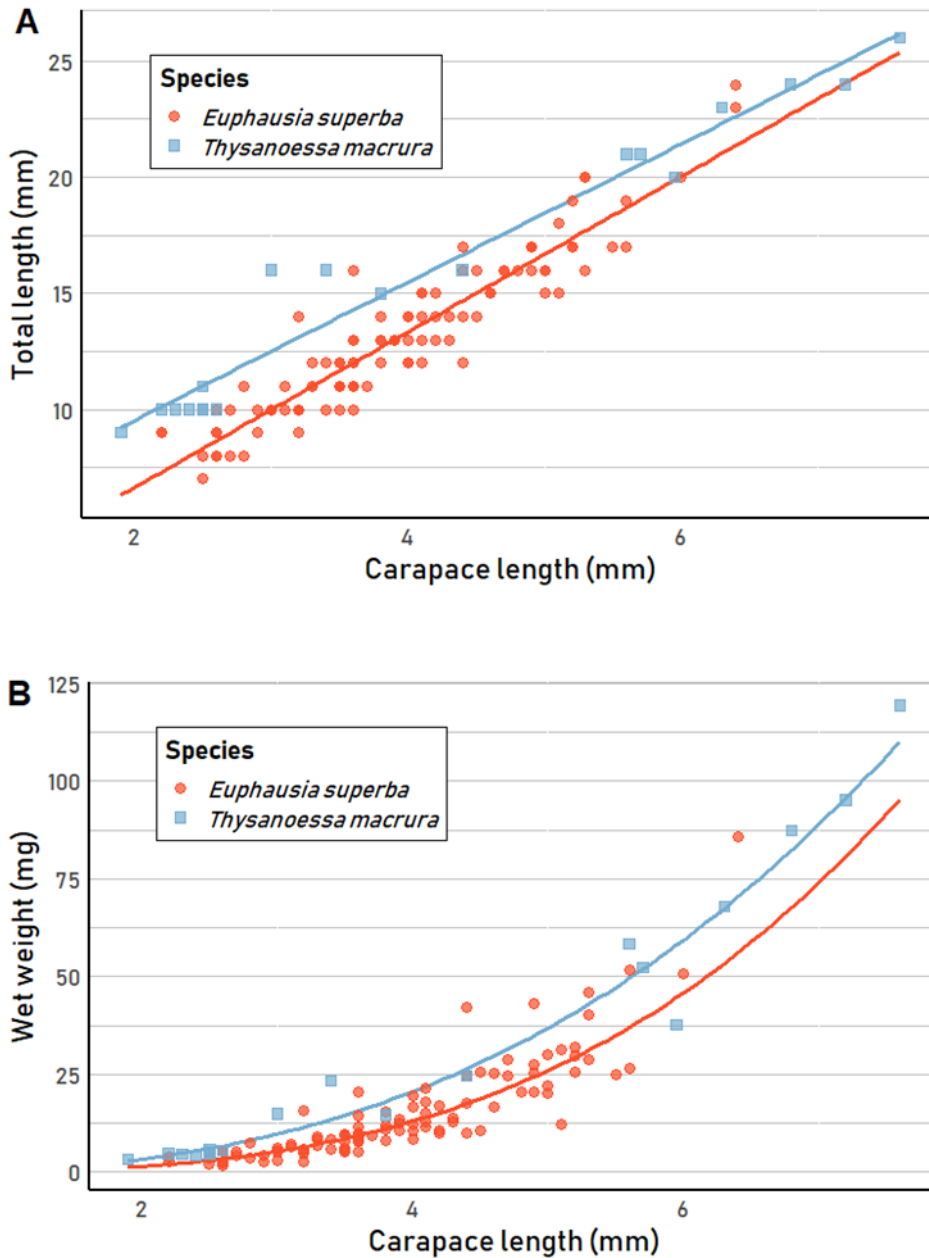 A
Species
Euphausia superba
Thysanoessa macrura
Total length (mm)
25
20
15
10
2 4 6
Carapace length (mm)
B
Species
Euphausia superba
Thysanoessa macrura
Wet weight (mg)
125
100
75
50
25
0
2 4 6
Carapace length (mm)